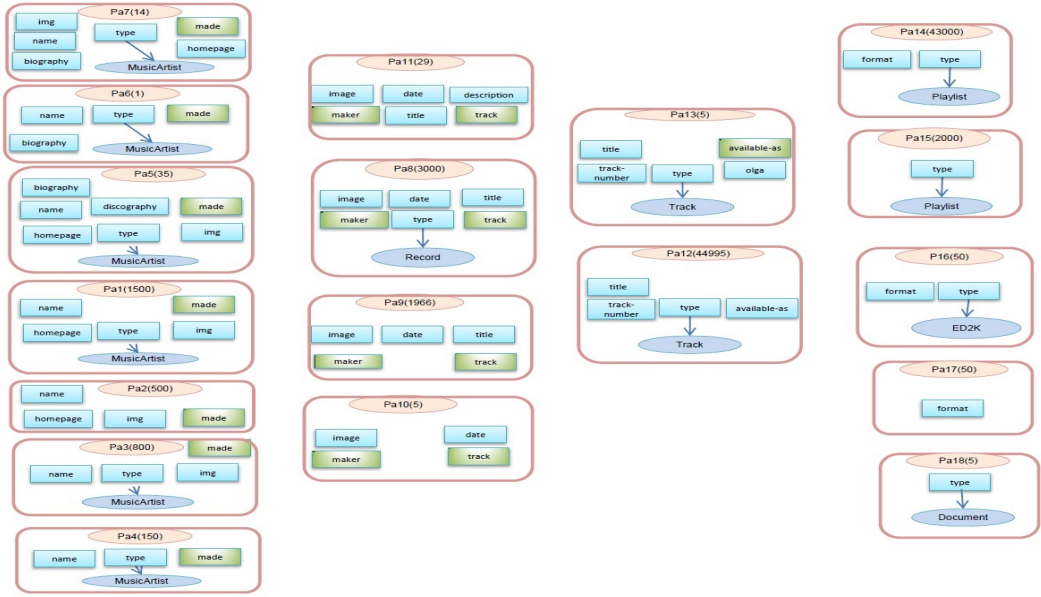 Pa7(14)
img
type
made
name
homepage
biography
MusicArtist
Pa6(1)
name
type
made
biography
MusicArtist
Pa5(35)
biography
name
discography
made
homepage
type
img
MusicArtist
Pa1(1500)
name
made
homepage
type
img
MusicArtist
Pa2(500)
name
homepage
img
made
Pa3(800)
made
name
type
img
MusicArtist
Pa4(150)
name
type
made
MusicArtist
Pa11(29)
image
date
description
maker
title
track
Pa8(3000)
image
date
title
maker
type
track
Record
Pa9(1966)
image
date
title
maker
track
Pa10(5)
image
date
maker
track
Pa13(5)
title
available-as
track-
number
type
olga
Track
Pa12(44995)
title
track-
number
type
available-as
Track
Pa14(43000)
format
type
Playlist
Pa15(2000)
type
Playlist
P16(50)
format
type
ED2K
Pa17(50)
format
Pa18(5)
type
Document